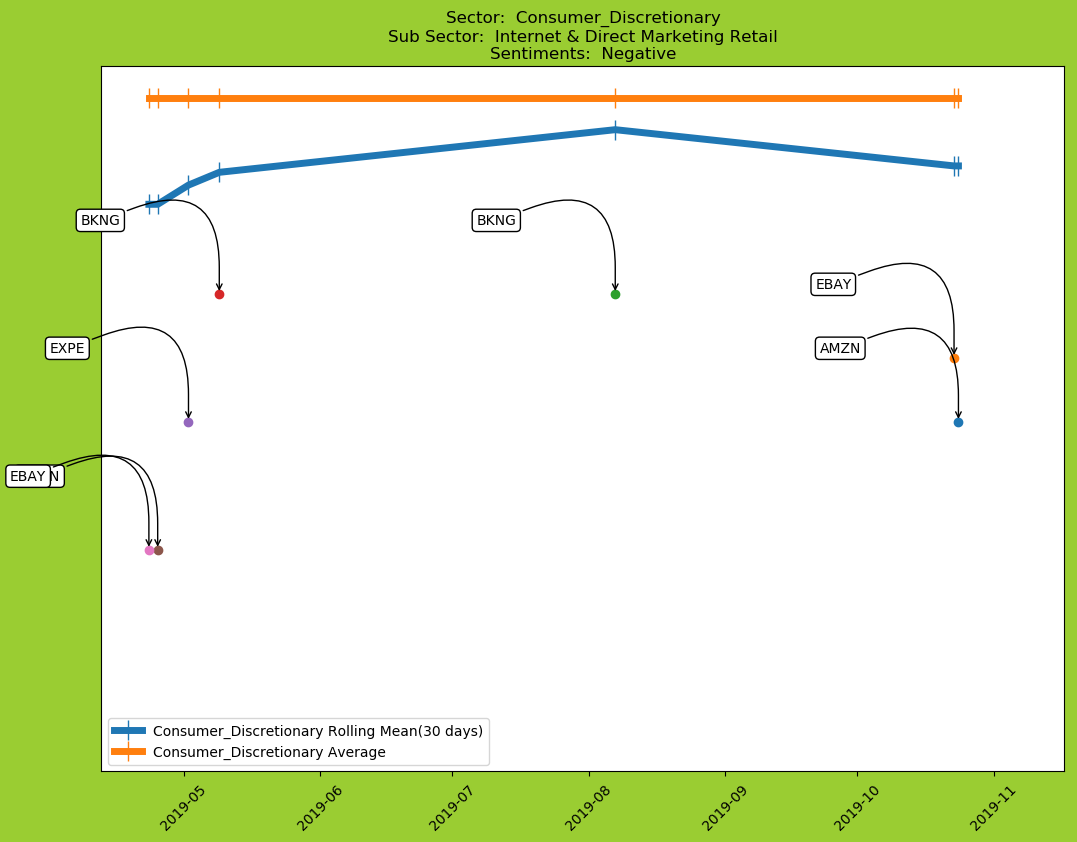 Sector:  Consumer_Discretionary
Sub Sector:  Internet & Direct Marketing Retail
Sentiments:  Negative
BKNG
BKNG
EBAY
EXPE
AMZN
EBAY
N
Consumer_Discretionary Rolling Mean(30 days)
Consumer_Discretionary Average
2019-05
2019-06
2019-07
2019-08
2019-09
2019-10
2019-11